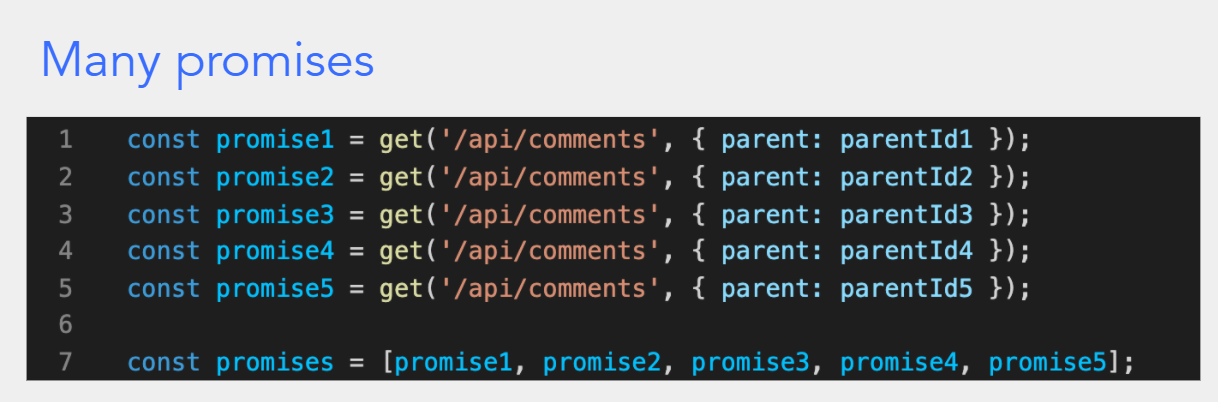 Many promises
1 const promise1 = get('/api/comments', { parent: parentId1 });
2 const promise2 = get('/api/comments', { parent: parentId2 });
3 const promise3 = get('/api/comments', { parent: parentId3 });
4 const promise4 = get('/api/comments', { parent: parentId4 });
5 const promise5 = get('/api/comments', { parent: parentId5 });
6
7 const promises = [promise1, promise2, promise3, promise4, promise5];